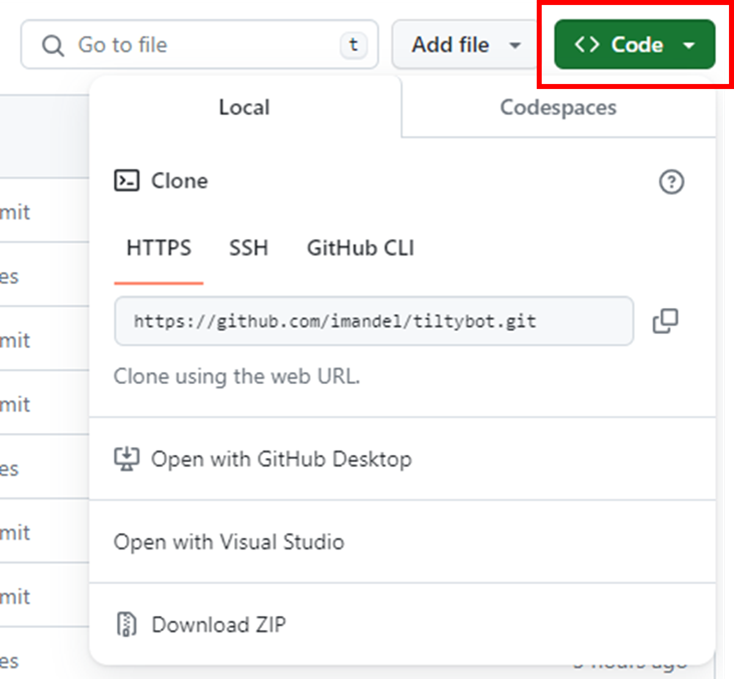 Go to file
t
Add file
Code
Local
Codespaces
Clone
HTTPS
SSH
GitHub CLI
https://github.com/imandel/tiltybot.git
Clone using the web URL.
Open with GitHub Desktop
Open with Visual Studio
Download ZIP
mit
es
mit
mit
es
mit
mit
es
hours ago